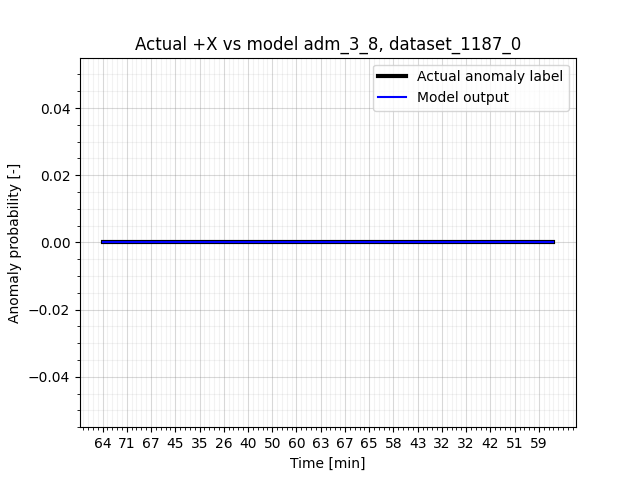 Actual +X vs model adm_3_8, dataset_1187_0
Actual anomaly label
Model output
Anomaly probability [-]
0.04
0.02
0.00
−0.02
−0.04
64 71 67 45 35 26 40 50 60 63 67 65 58 43 32 32 42 51 59
Time [min]